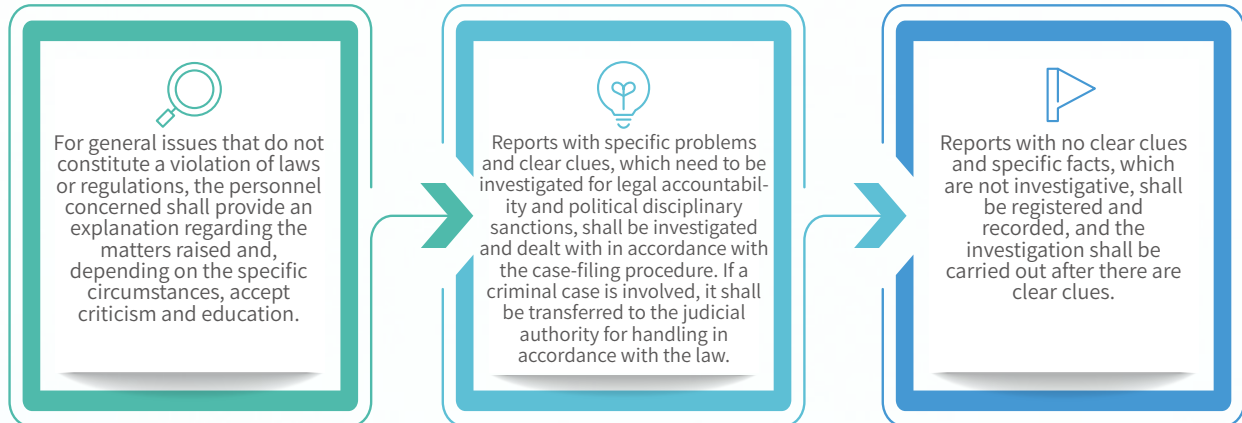 For general issues that do not
constitute a violation of laws
or regulations, the personnel
concerned shall provide an
explanation regarding the
matters raised and,
depending on the specific
circumstances, accept
criticism and education.
Reports with specific problems
and clear clues, which need to be
investigated for legal accountabil-
ity and political disciplinary
sanctions, shall be investigated
and dealt with in accordance with
the case-filing procedure. If a
criminal case is involved, it shall
be transferred to the judicial
authority for handling in
accordance with the law.
Reports with no clear clues
and specific facts, which
are not investigative, shall
be registered and
recorded, and the
investigation shall be
carried out after there are
clear clues.